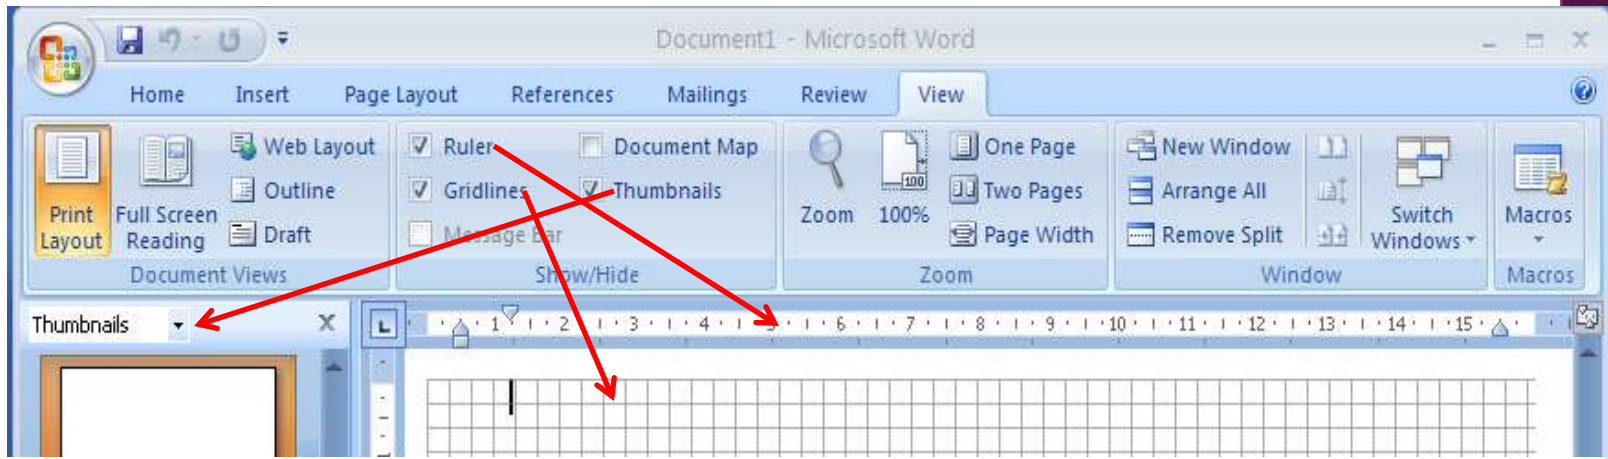 Document1 - Microsoft Word
Home Insert Page Layout References Mailings Review View
Print Layout
Full Screen Reading
Web Layout
Outline
Draft
Document Views
Ruler
Gridlines
Message Bar
Document Map
Thumbnails
Show/Hide
Zoom
100
100%
One Page
Two Pages
Page Width
Zoom
New Window
Arrange All
Remove Split
Switch Windows
Window
Macros
Macros
Thumbnails X
L
1 2 3 4 5 6 7 8 9 10 11 12 13 14 15
1